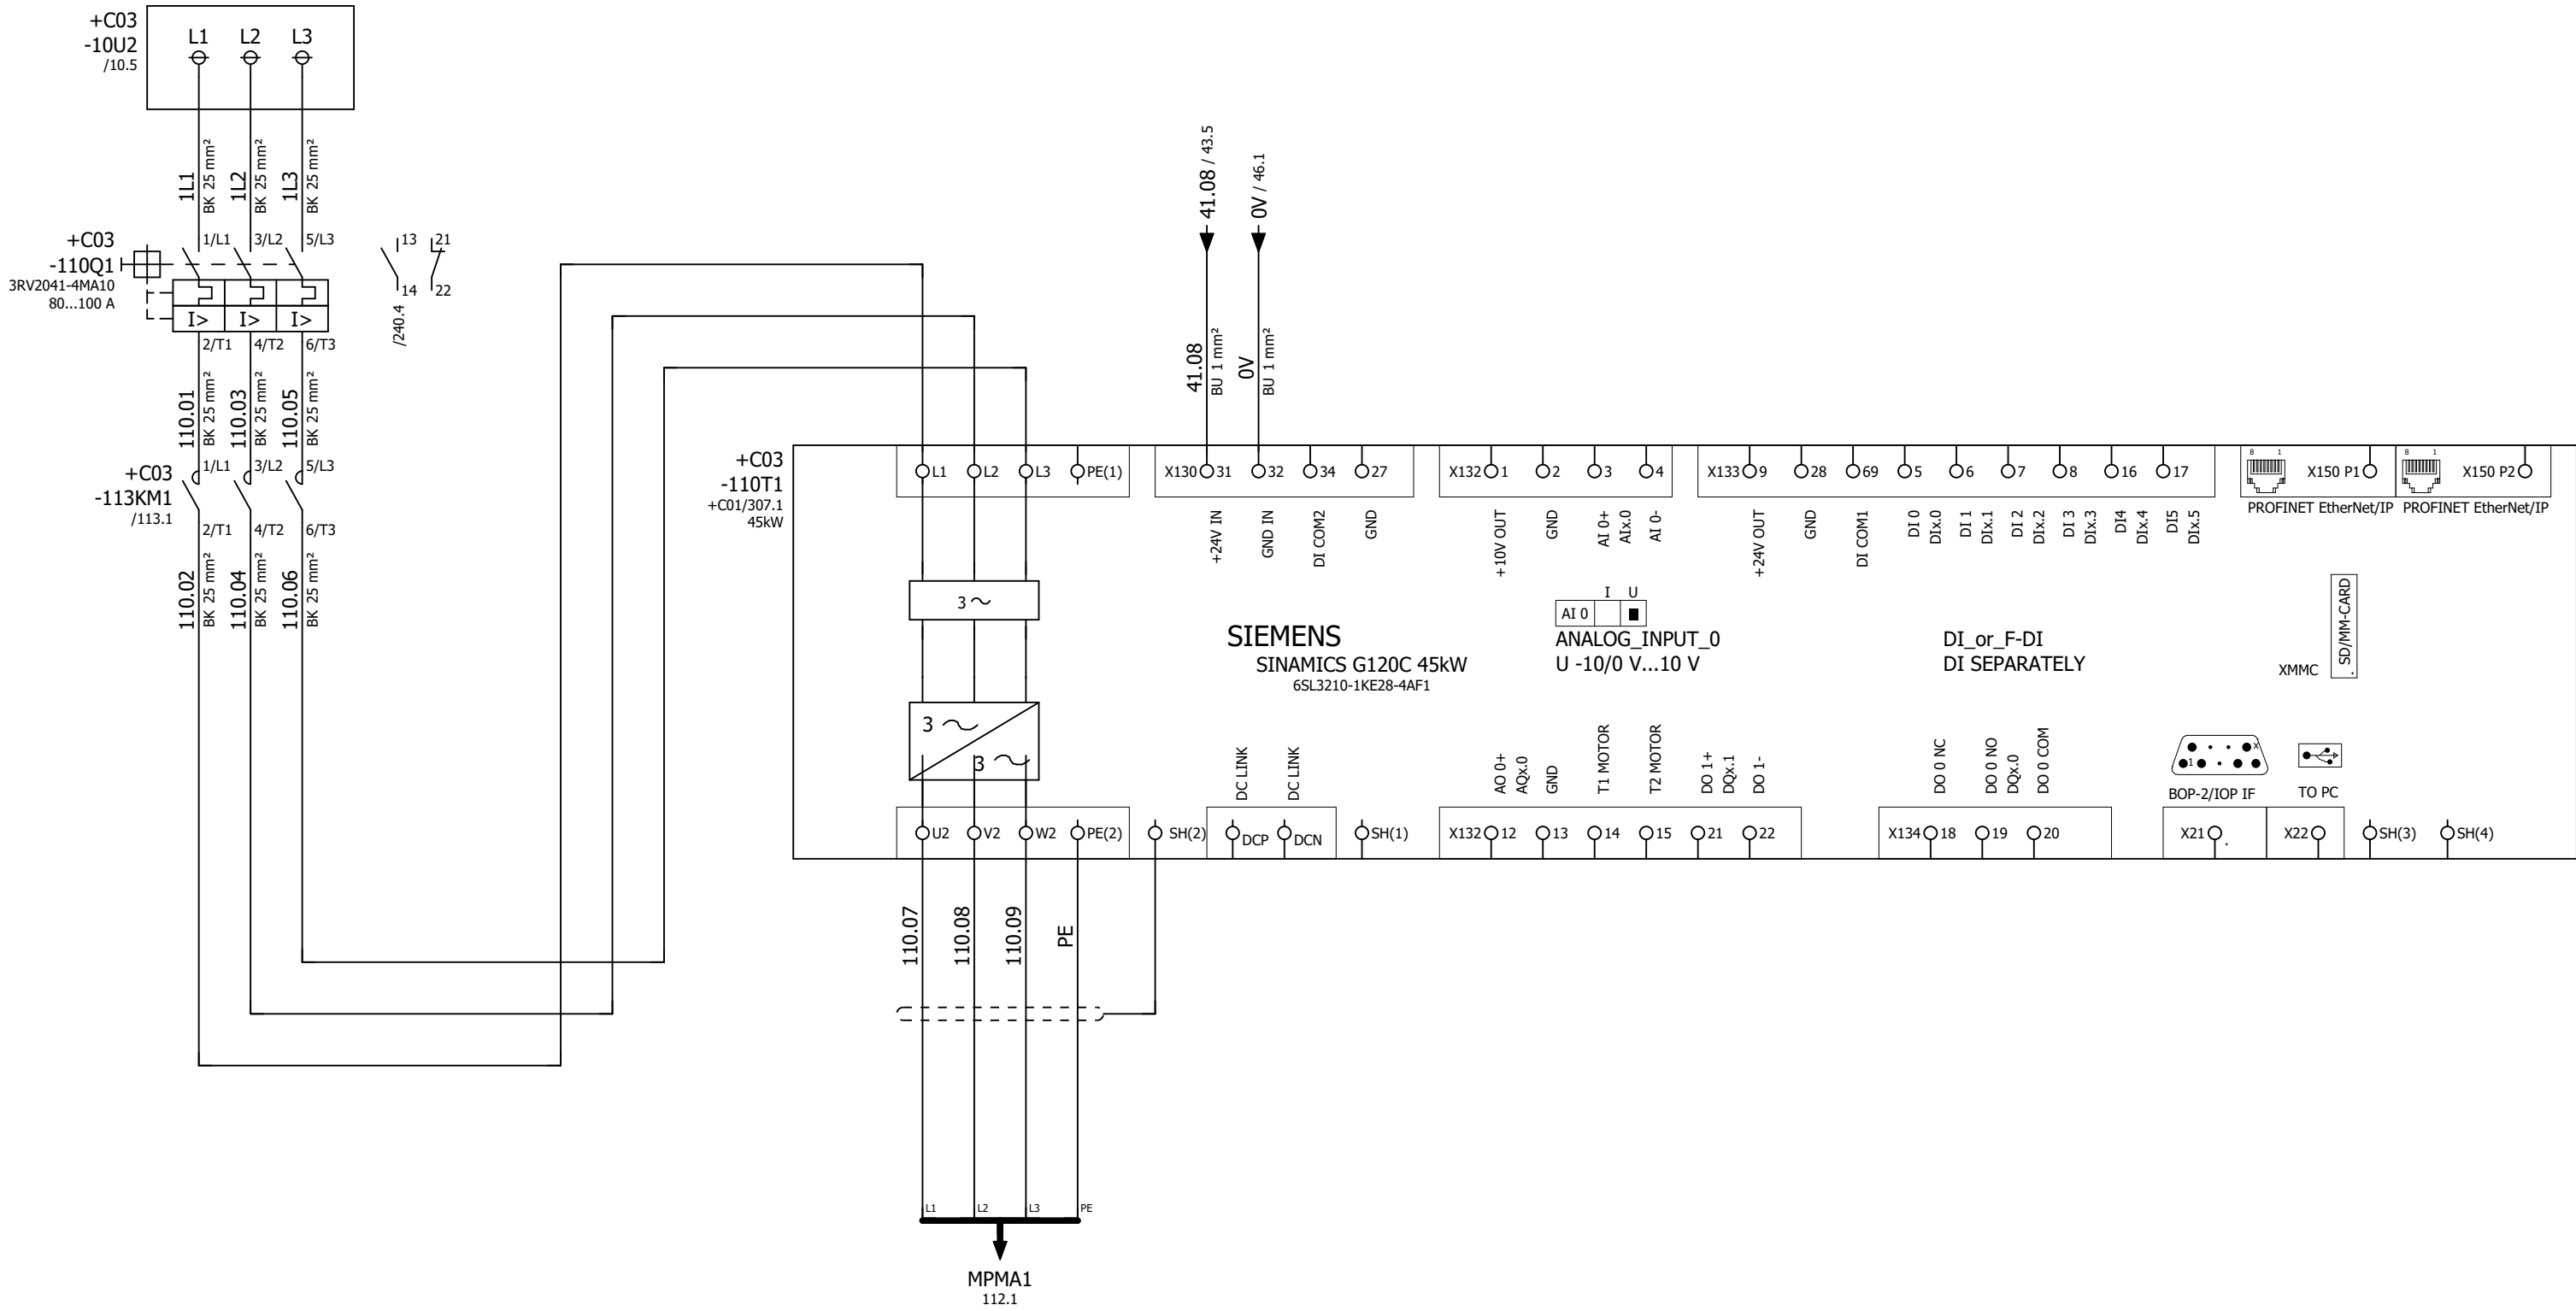 +C03
-10U2
/10.5
L1 L2 L3
1L1
BK 25 mm²
1L2
BK 25 mm²
1L3
BK 25 mm²
+C03
-110Q1
3RV2041-4MA10
80...100 A
1/L1 3/L2 5/L3
I> I> I>
2/T1 4/T2 6/T3
13 21
14 22
/240.4
110.01
BK 25 mm²
110.03
BK 25 mm²
110.05
BK 25 mm²
+C03
-113KM1
/113.1
1/L1 3/L2 5/L3
2/T1 4/T2 6/T3
110.02
BK 25 mm²
110.04
BK 25 mm²
110.06
BK 25 mm²
41.08 / 43.5
0V / 46.1
41.08
BU 1 mm²
0V
BU 1 mm²
+C03
-110T1
+C01/307.1
45kW
L1 L2 L3 PE(1)
X130 31 32 34 27
+24V IN
GND IN
DI COM2
GND
X132 1 2 3 4
+10V OUT
GND
AI 0+
AIx.0
AI 0-
X133 9 28 69 5 6 7 8 16 17
+24V OUT
GND
DI COM1
DI 0
DIx.0
DI 1
DIx.1
DI 2
DIx.2
DI 3
DIx.3
DI4
DIx.4
DI5
DIx.5
8 1
X150 P1
8 1
X150 P2
PROFINET EtherNet/IP PROFINET EtherNet/IP
3
3
3
SIEMENS
SINAMICS G120C 45kW
6SL3210-1KE28-4AF1
I U
AI 0
ANALOG_INPUT_0
U -10/0 V...10 V
DI_or_F-DI
DI SEPARATELY
XMMC
SD/MM-CARD
DC LINK
DC LINK
AO 0+
AQx.0
GND
T1 MOTOR
T2 MOTOR
DO 1+
DQx.1
DO 1-
DO 0 NC
DO 0 NO
DQx.0
DO 0 COM
x
1
BOP-2/IOP IF
TO PC
U2 V2 W2 PE(2) SH(2) DCP DCN SH(1)
X132 12 13 14 15 21 22
X134 18 19 20
X21 .
X22
SH(3) SH(4)
110.07
110.08
110.09
PE
L1 L2 L3 PE
MPMA1
112.1